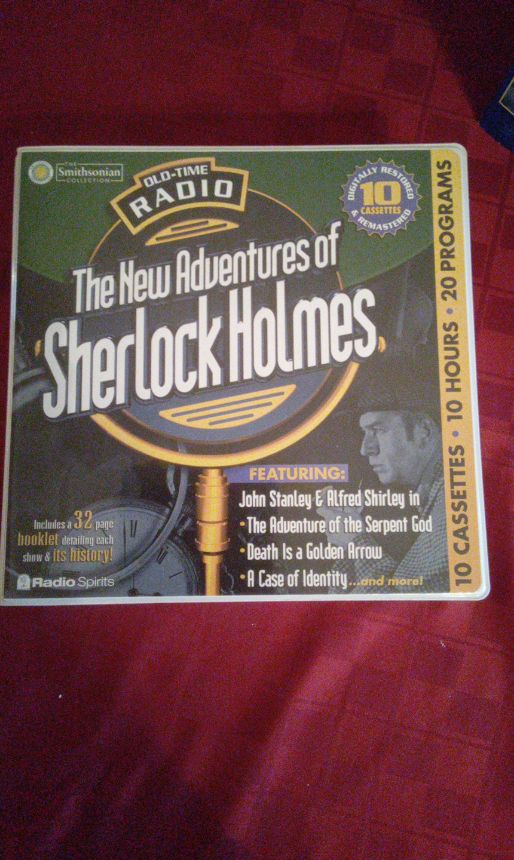 THE
Smithsonian
COLLECTION
OLD-TIME
RADIO
DIGITALLY RESTORED
10
CASSETTES
& REMASTERED
The New Adventures of
Sherlock Holmes
FEATURING:
John Stanley & Alfred Shirley in
•The Adventure of the Serpent God
•Death Is a Golden Arrow
•A Case of Identity...and more!
Includes a 32 page
booklet detailing each
show & its history!
Radio Spirits
10 CASSETTES • 10 HOURS • 20 PROGRAMS